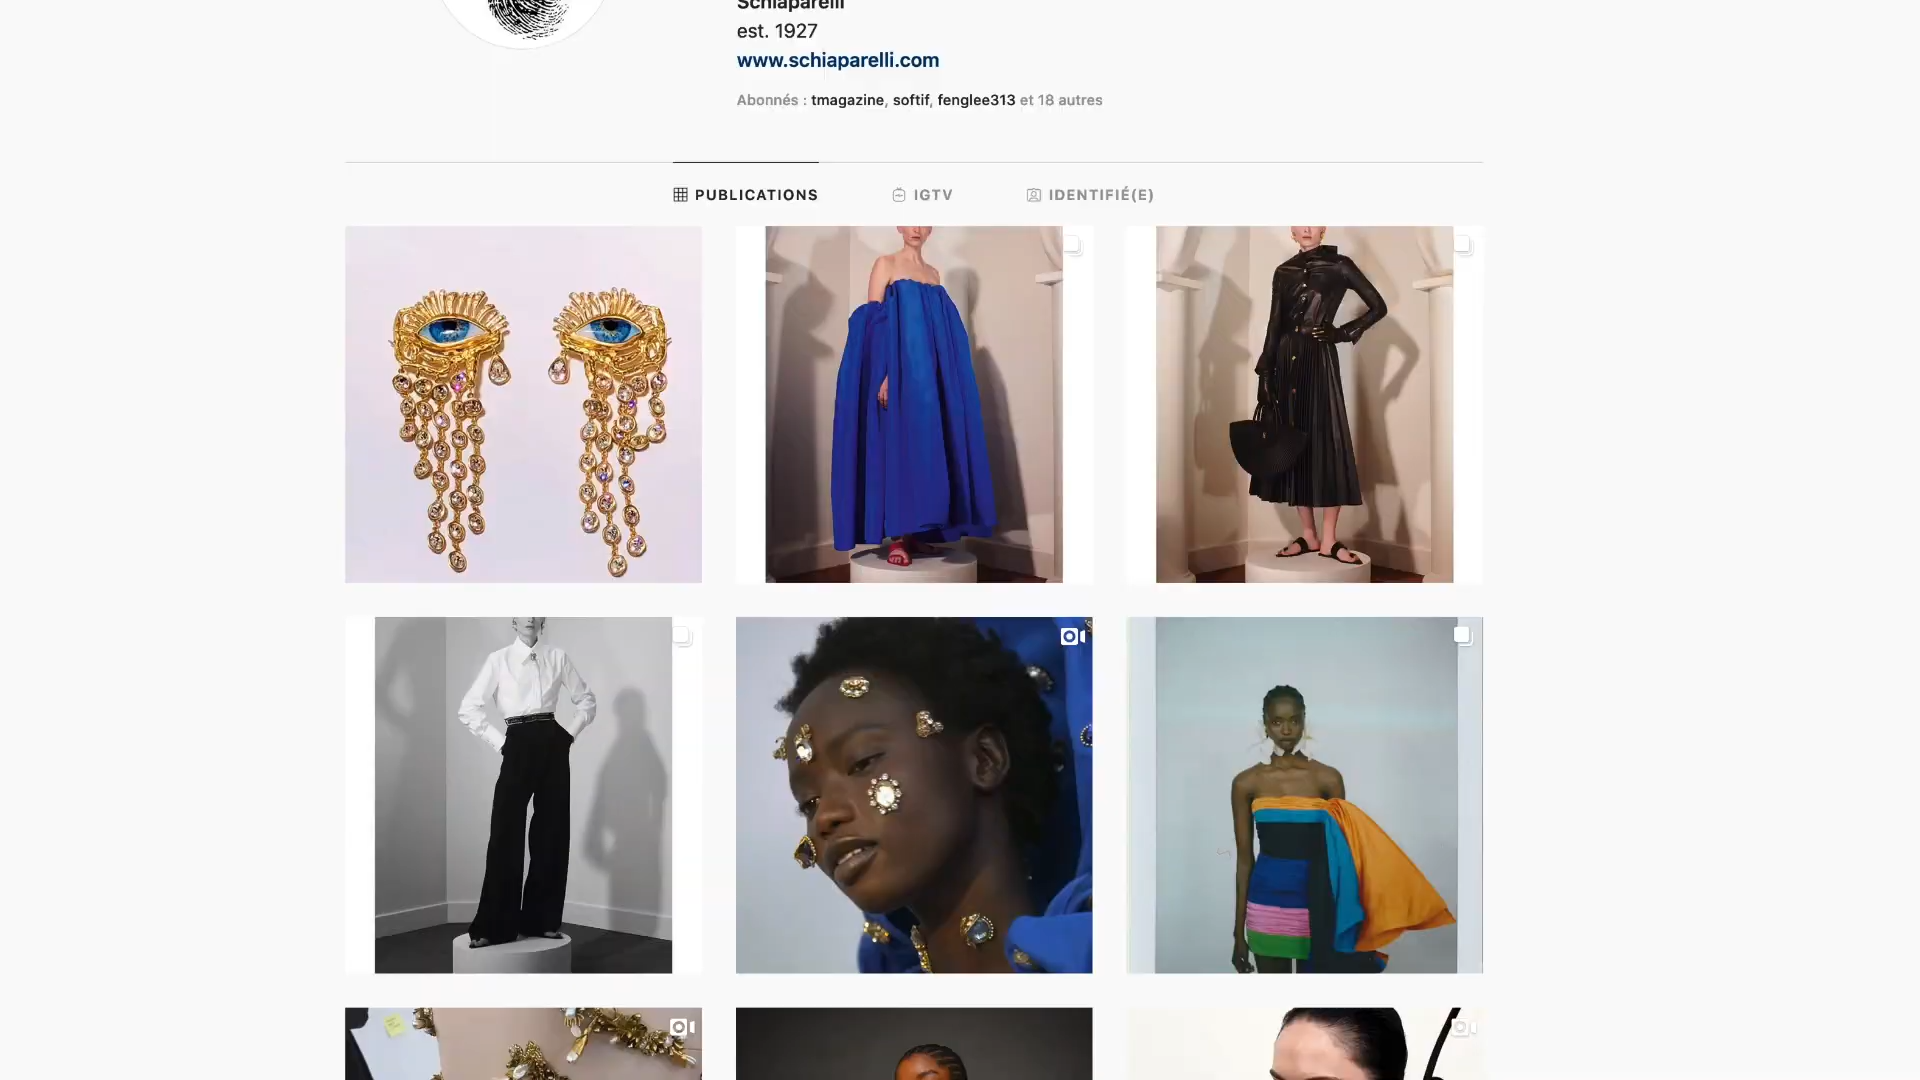 Schiaparelli
est. 1927
www.schiaparelli.com
Abonnés : tmagazine, softif, fenglee313 et 18 autres
PUBLICATIONS IGTV IDENTIFIÉ(E)